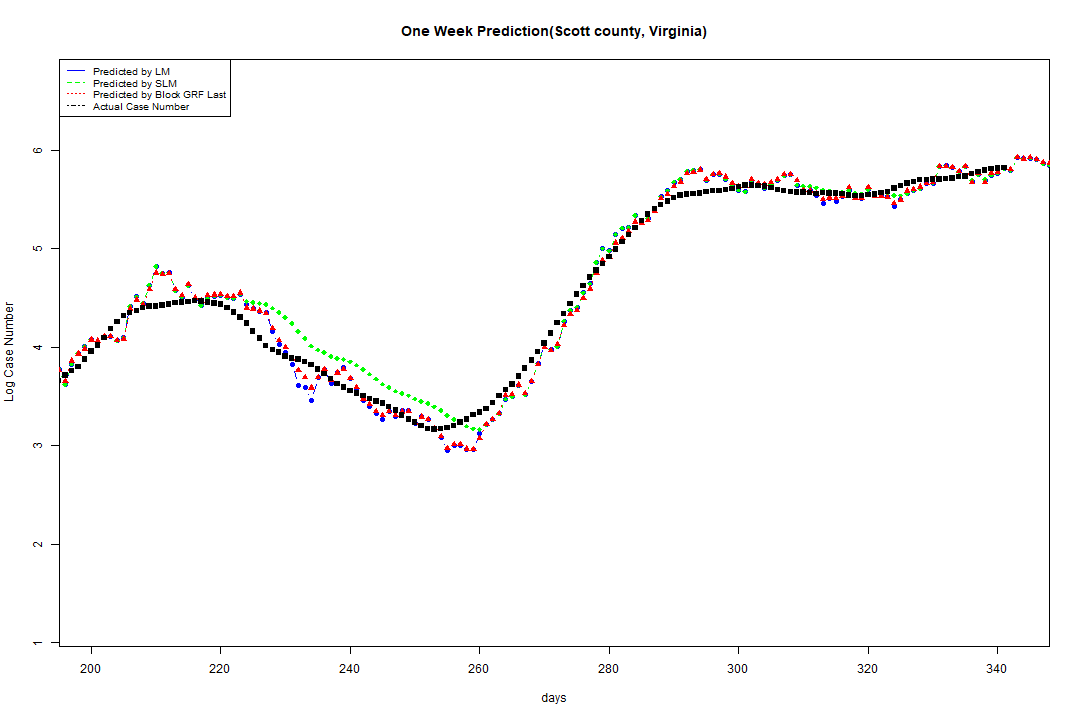 One Week Prediction(Scott county, Virginia)
Predicted by LM
Predicted by SLM
Predicted by Block GRF Last
Actual Case Number
Log Case Number
6
5
4
3
2
1
200 220 240 260 280 300 320 340
days